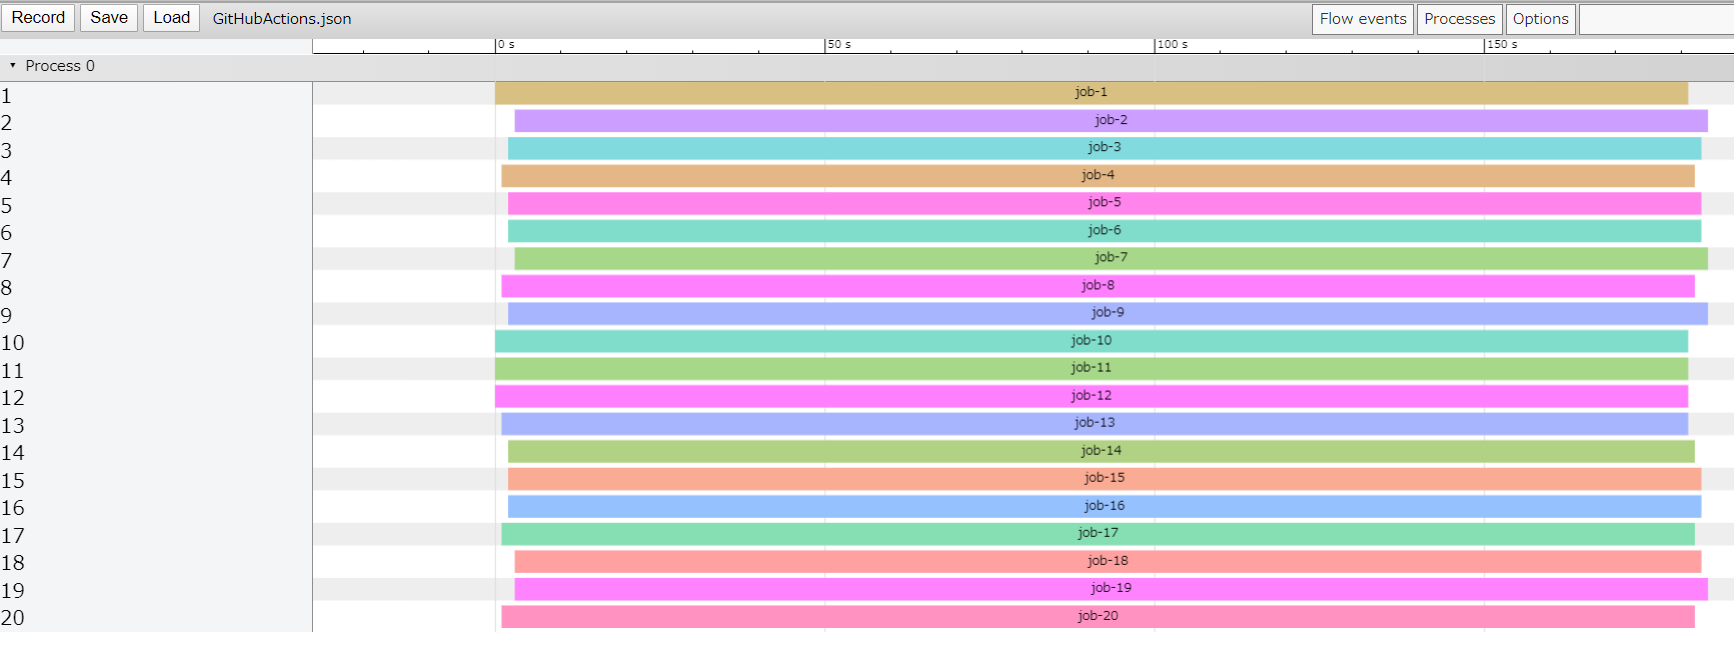 Record Save Load GitHubActions.json Flow events Processes Options
0 s 50 s 100 s 150 s
Process 0
1 job-1
2 job-2
3 job-3
4 job-4
5 job-5
6 job-6
7 job-7
8 job-8
9 job-9
10 job-10
11 job-11
12 job-12
13 job-13
14 job-14
15 job-15
16 job-16
17 job-17
18 job-18
19 job-19
20 job-20